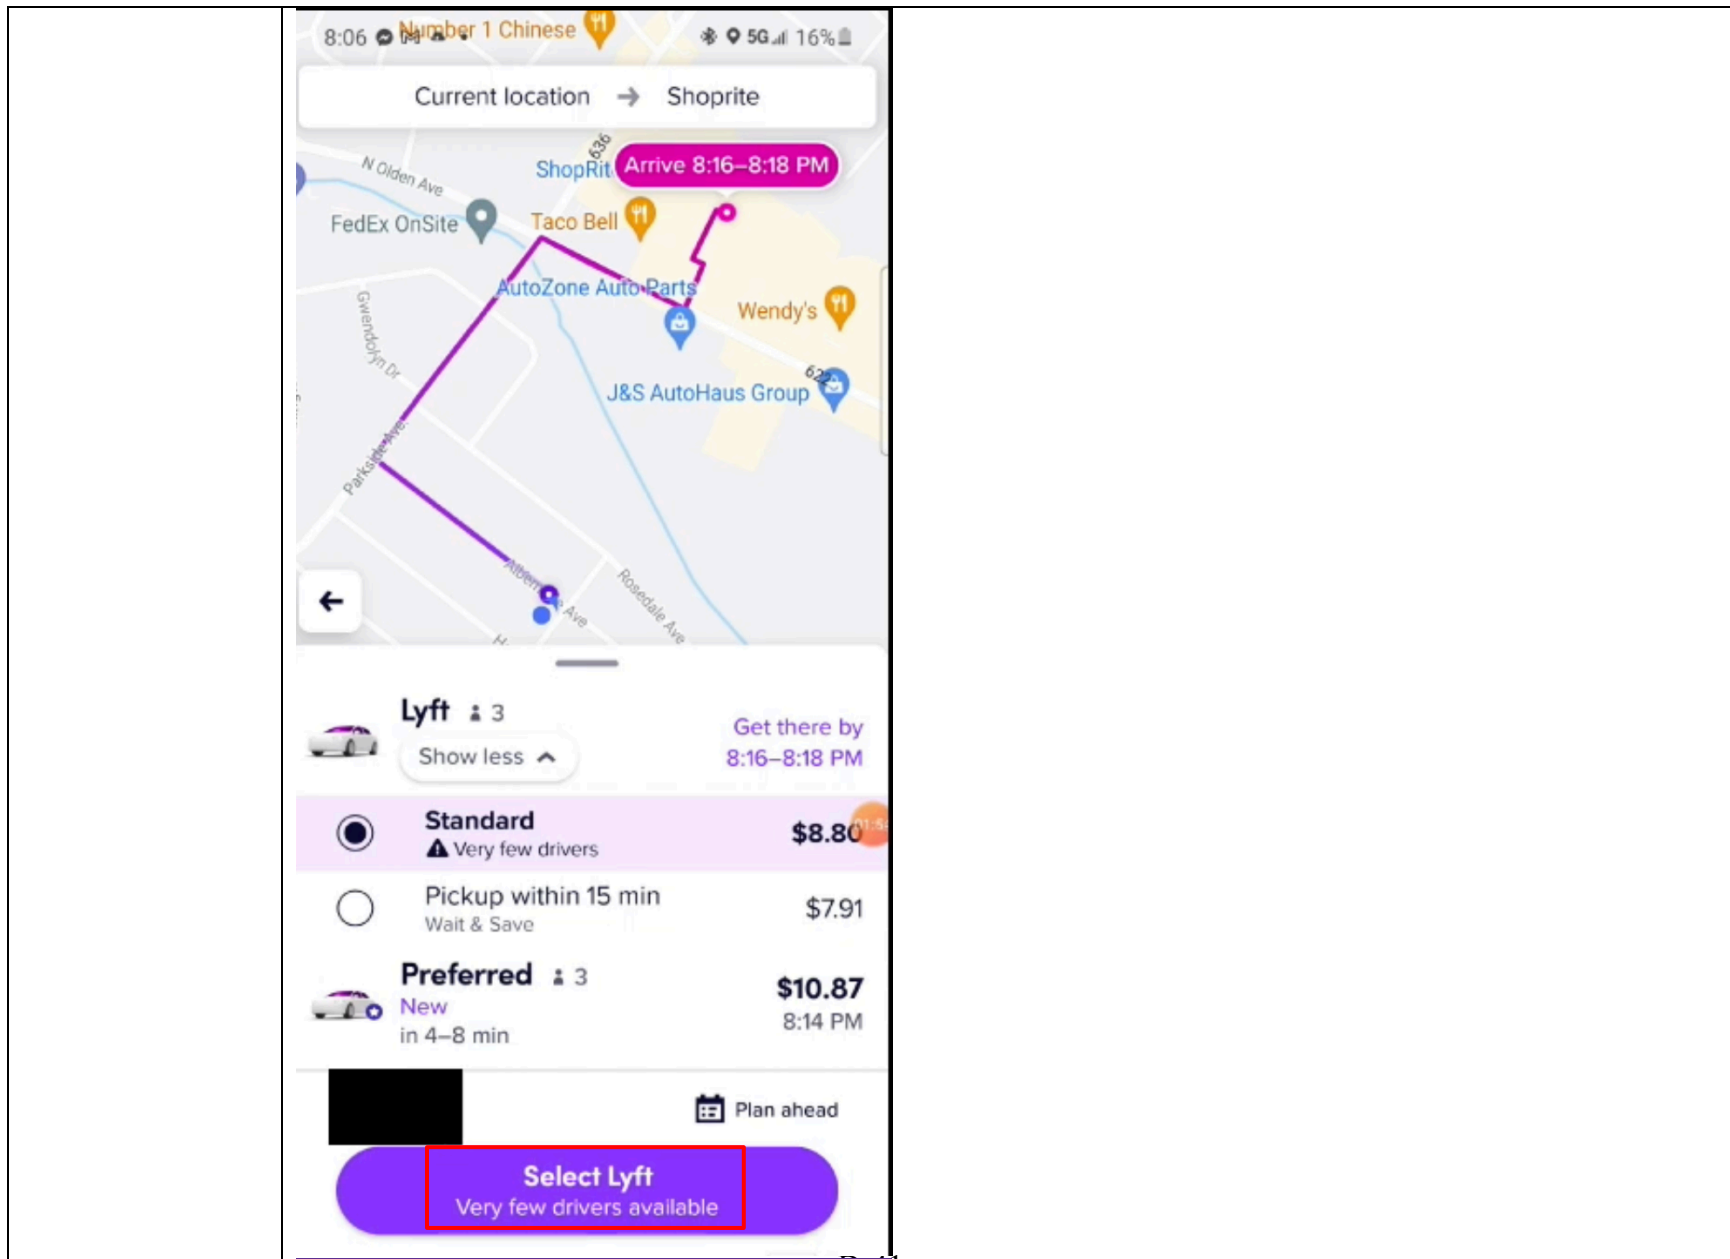 Number 1 Chinese
8:06
5G 16%
Current location → Shoprite
636
ShopRit
Arrive 8:16–8:18 PM
N Olden Ave
FedEx OnSite
Taco Bell
AutoZone Auto Parts
Wendy's
Gwendolyn Dr
622
J&S AutoHaus Group
Parkside Ave
Rosedale Ave
Ave
Lyft 3
Show less
Get there by
8:16–8:18 PM
Standard
$8.80
Very few drivers
Pickup within 15 min
$7.91
Wait & Save
Preferred 3
$10.87
New
8:14 PM
in 4–8 min
Plan ahead
Select Lyft
Very few drivers available